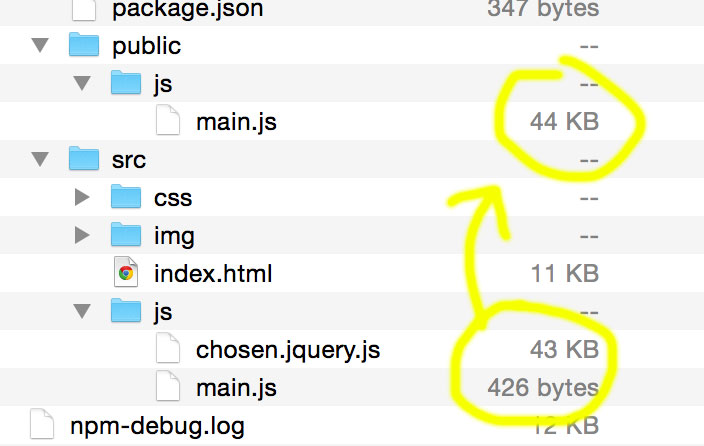 package.json 347 bytes
public --
js --
main.js 44 KB
src --
css --
img --
index.html 11 KB
js --
chosen.jquery.js 43 KB
main.js 426 bytes
npm-debug.log 12 KB